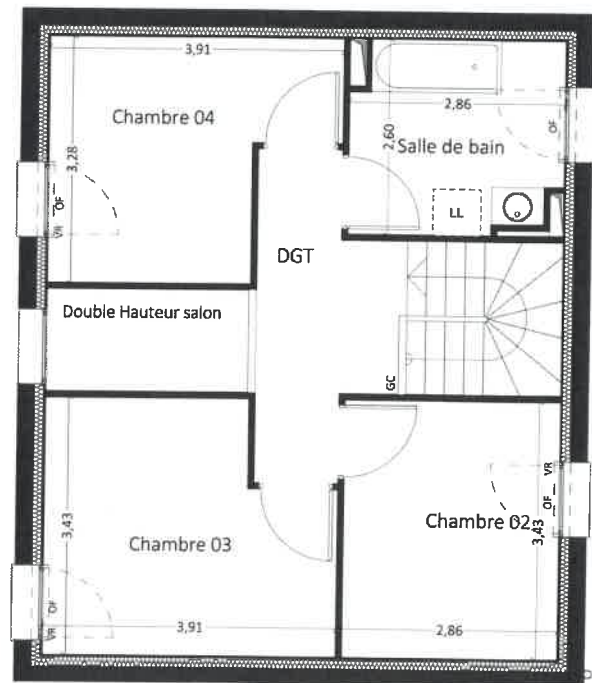 3,91
Chambre 04
3,28
OF
VR
2,86
2,60
Salle de bain
OF
LL
DGT
Double Hauteur salon
GC
Chambre 03
3,43
OF
VR
3,91
Chambre 02
3,43
OF
VR
2,86